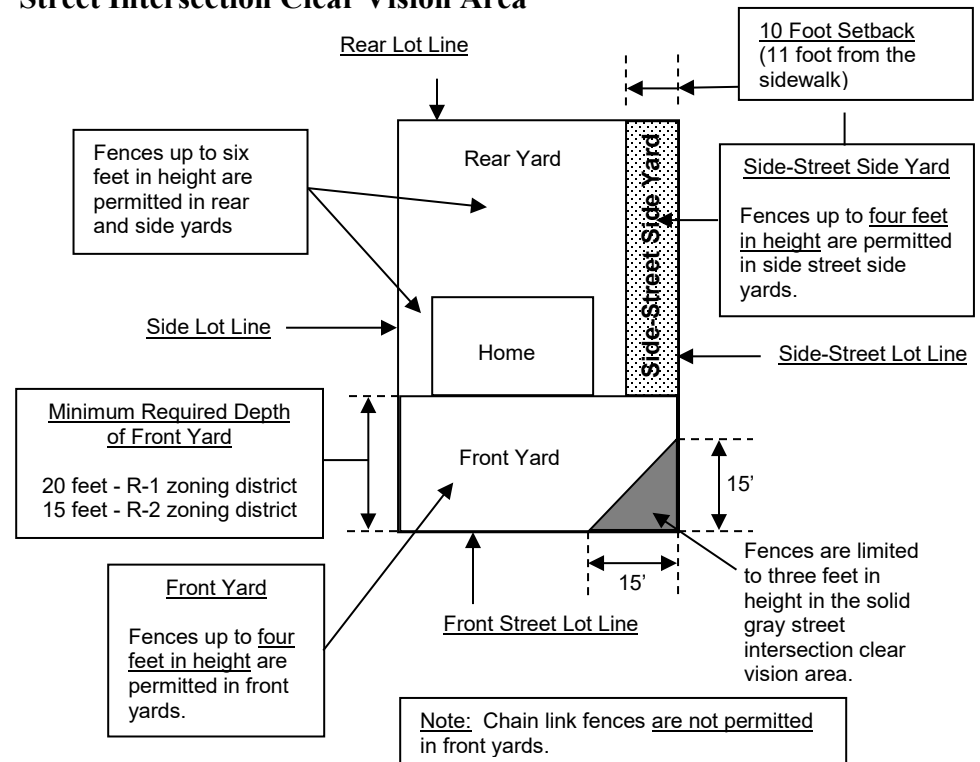 Street Intersection Clear Vision Area
Rear Lot Line
10 Foot Setback
(11 foot from the
sidewalk)
Fences up to six
feet in height are
permitted in rear
and side yards
Rear Yard
Side-Street Side Yard
Side-Street Side Yard
Fences up to four feet
in height are permitted
in side street side
yards.
Side Lot Line
Home
Side-Street Lot Line
Minimum Required Depth
of Front Yard
20 feet - R-1 zoning district
15 feet - R-2 zoning district
Front Yard
15’
15’
Fences are limited
to three feet in
height in the solid
gray street
intersection clear
vision area.
Front Yard
Fences up to four
feet in height are
permitted in front
yards.
Front Street Lot Line
Note: Chain link fences are not permitted
in front yards.